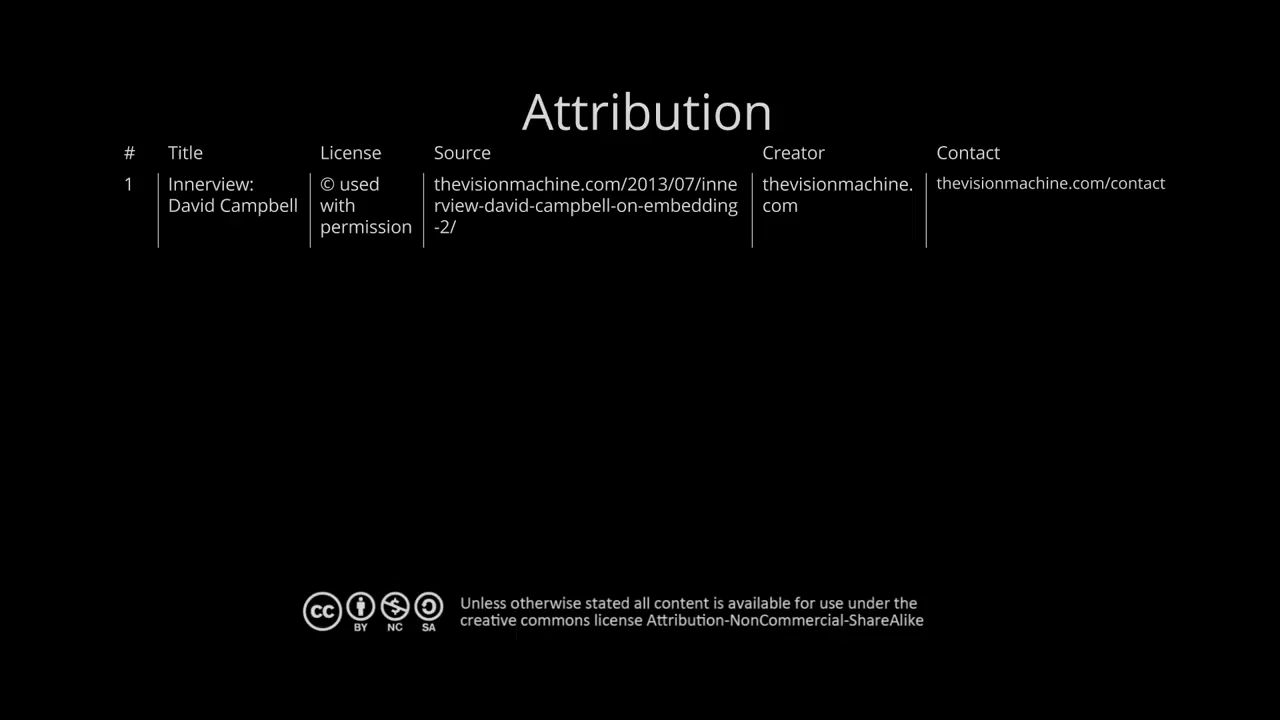 Attribution
# Title License Source Creator Contact
1 Innerview: © used thevisionmachine.com/2013/07/inne thevisionmachine. thevisionmachine.com/contact
David Campbell with rview-david-campbell-on-embedding com
permission -2/
CC BY NC SA
Unless otherwise stated all content is available for use under the
creative commons license Attribution-NonCommercial-ShareAlike